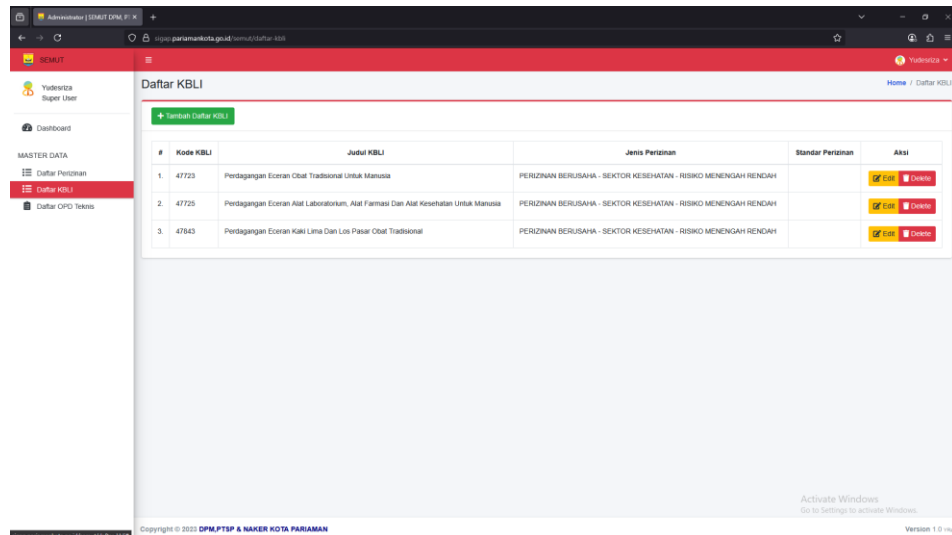 Administrator | SEMUT DPM, PT
sigap.pariamankota.go.id/semut/daftar-kbli
SEMUT
Yudesriza
Yudesriza
Super User
Daftar KBLI
Home / Daftar KBLI
Dashboard
Tambah Daftar KBLI
MASTER DATA
Daftar Perizinan
Daftar KBLI
Daftar OPD Teknis
# Kode KBLI Judul KBLI Jenis Perizinan Standar Perizinan Aksi
1. 47723 Perdagangan Eceran Obat Tradisional Untuk Manusia PERIZINAN BERUSAHA - SEKTOR KESEHATAN - RISIKO MENENGAH RENDAH Edit Delete
2. 47725 Perdagangan Eceran Alat Laboratorium, Alat Farmasi Dan Alat Kesehatan Untuk Manusia PERIZINAN BERUSAHA - SEKTOR KESEHATAN - RISIKO MENENGAH RENDAH Edit Delete
3. 47843 Perdagangan Eceran Kaki Lima Dan Los Pasar Obat Tradisional PERIZINAN BERUSAHA - SEKTOR KESEHATAN - RISIKO MENENGAH RENDAH Edit Delete
Activate Windows
Go to Settings to activate Windows.
Copyright © 2023 DPM,PTSP & NAKER KOTA PARIAMAN
Version 1.0